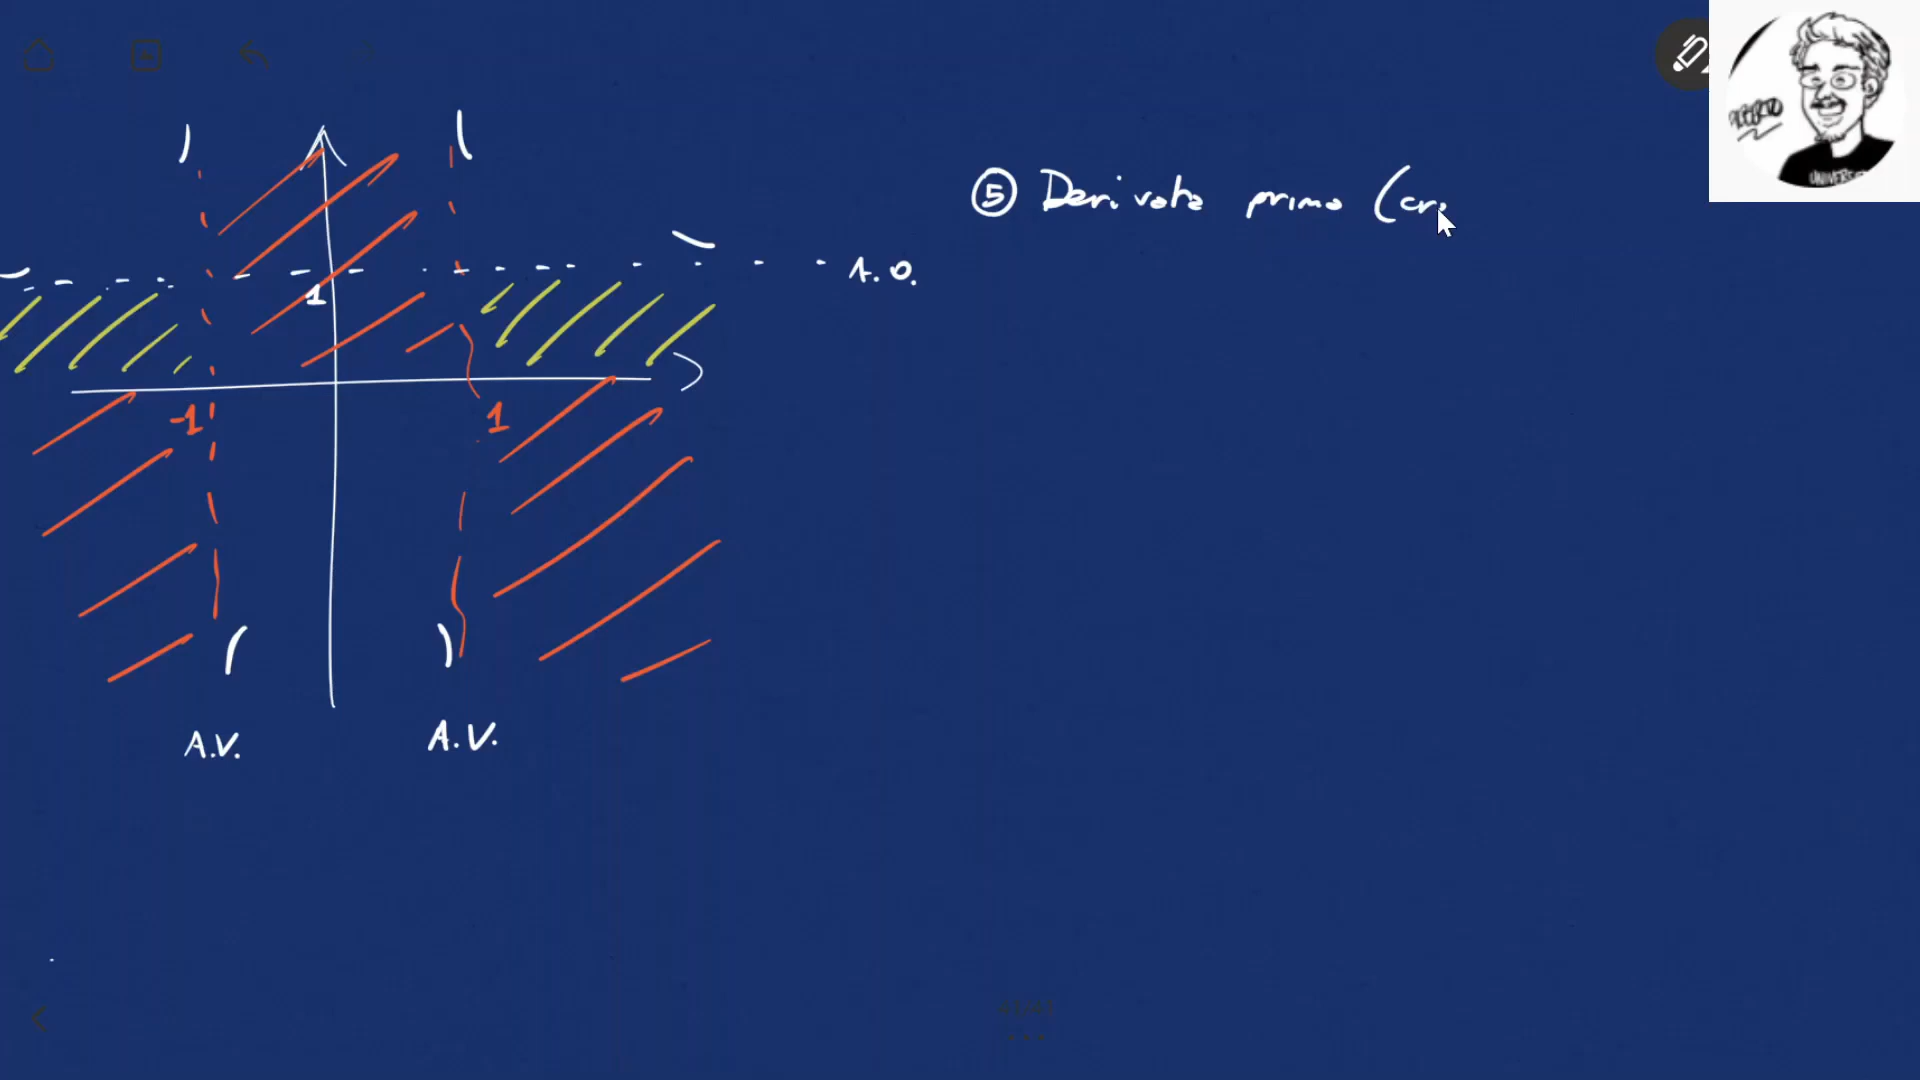 ⑤ Derivata prima (cr
1
A.O.
-1
1
A.V.
A.V.